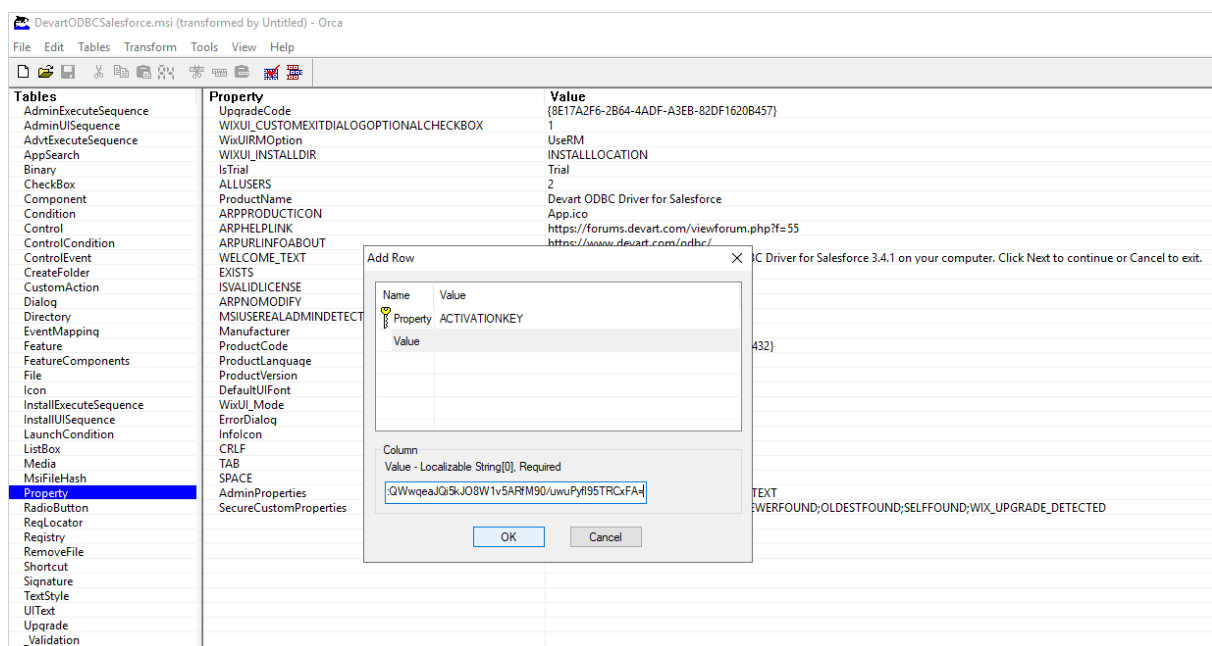 DevartODBCSalesforce.msi (transformed by Untitled) - Orca
File Edit Tables Transform Tools View Help
Tables Property Value
AdminExecuteSequence UpgradeCode {8E17A2F6-2B64-4ADF-A3EB-82DF1620B457}
AdminUISequence WIXUI_CUSTOMEXITDIALOGOPTIONALCHECKBOX 1
AdvtExecuteSequence WixUIRMOption UseRM
AppSearch WIXUI_INSTALLDIR INSTALLLOCATION
Binary IsTrial Trial
CheckBox ALLUSERS 2
Component ProductName Devart ODBC Driver for Salesforce
Condition ARPPRODUCTICON App.ico
Control ARPHELPLINK https://forums.devart.com/viewforum.php?f=55
ControlCondition ARPURLINFOABOUT https://www.devart.com/odbc/
ControlEvent WELCOME_TEXT Add Row C Driver for Salesforce 3.4.1 on your computer. Click Next to continue or Cancel to exit.
CreateFolder EXISTS
CustomAction ISVALIDLICENSE
Dialog ARPNOMODIFY Name Value
Directory MSIUSEREALADMINDETECT Property ACTIVATIONKEY
EventMapping Manufacturer
Feature ProductCode Value 432}
FeatureComponents ProductLanguage
File ProductVersion
Icon DefaultUIFont
InstallExecuteSequence WixUI_Mode
InstallUISequence ErrorDialog
LaunchCondition InfoIcon
ListBox CRLF Column
Media TAB Value - Localizable String[0], Required
MsiFileHash SPACE
Property AdminProperties :QWwqeaJQi5kJO8W1v5ARfM90/uwuPyfI95TRCxFA= TEXT
RadioButton SecureCustomProperties EWERFOUND;OLDESTFOUND;SELFFOUND;WIX_UPGRADE_DETECTED
RegLocator
Registry OK Cancel
RemoveFile
Shortcut
Signature
TextStyle
UIText
Upgrade
_Validation